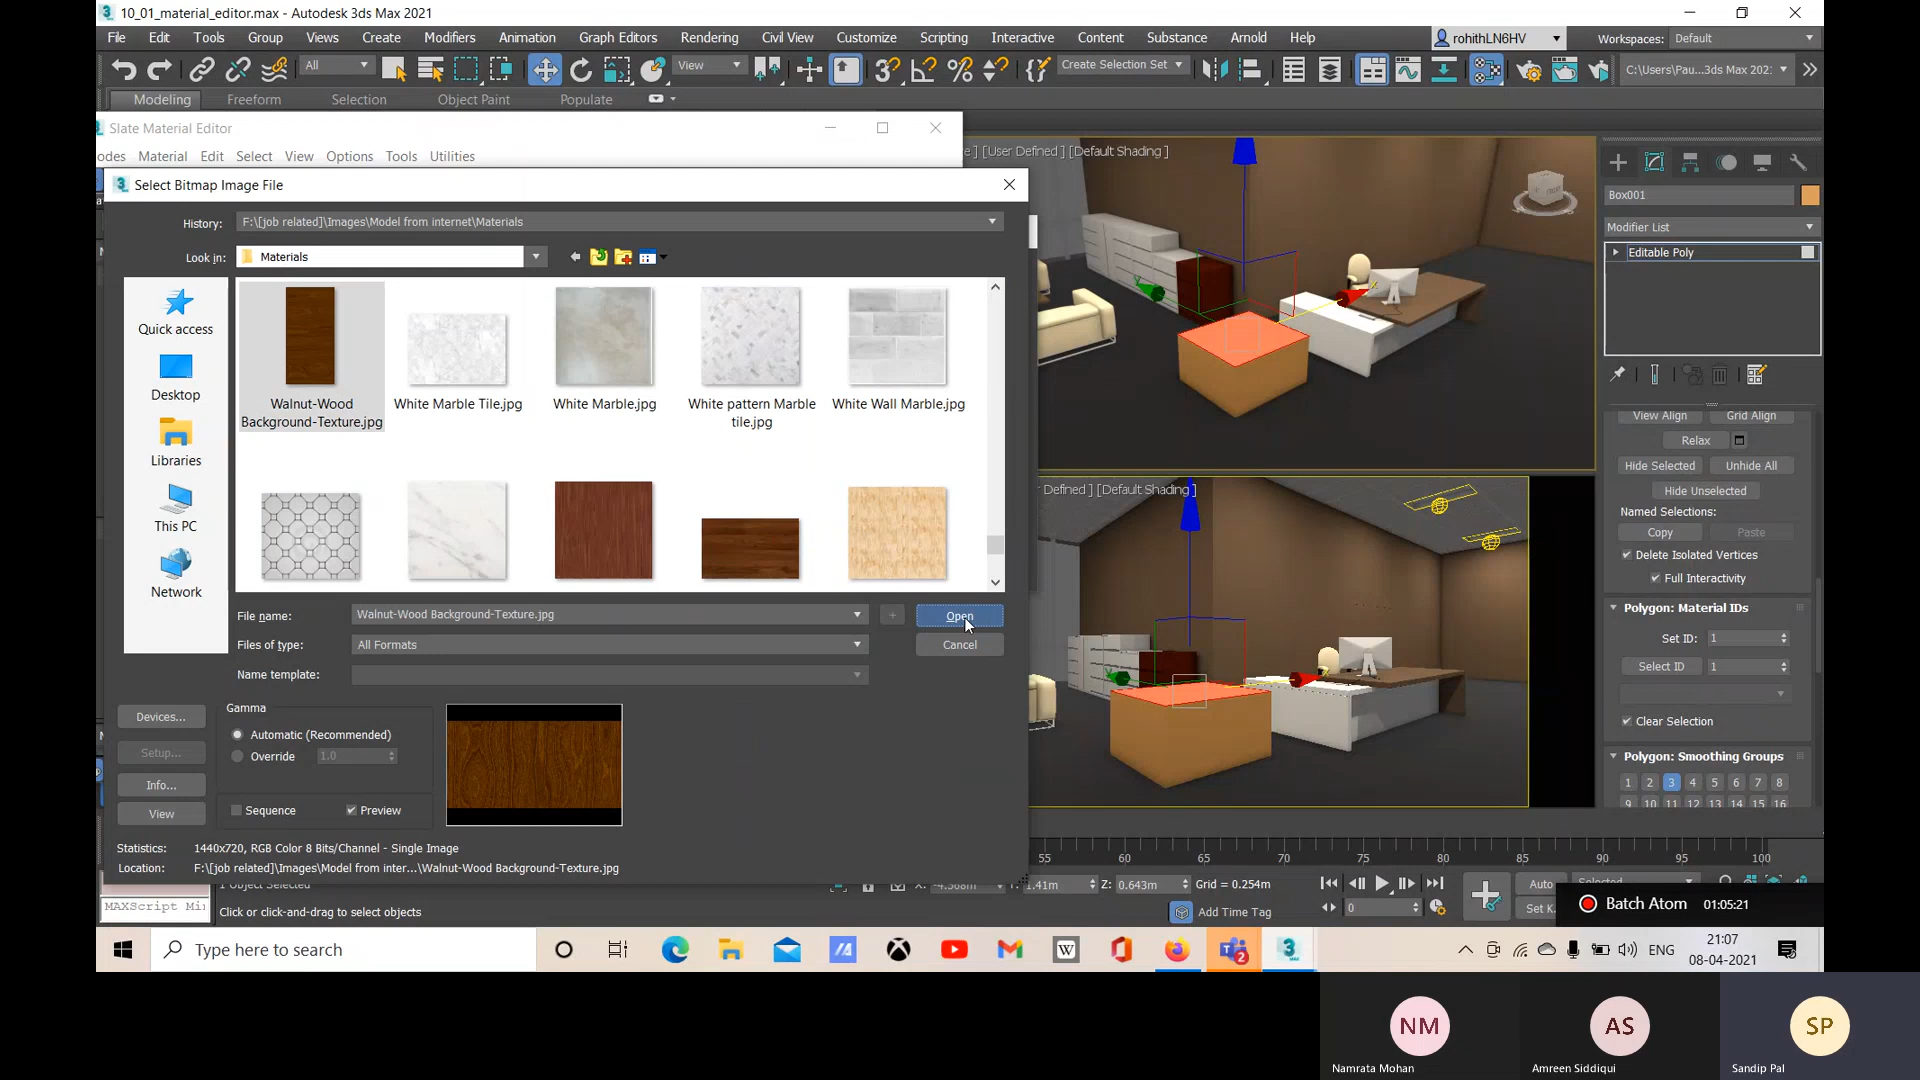 10_01_material_editor.max - Autodesk 3ds Max 2021
File Edit Tools Group Views Create Modifiers Animation Graph Editors Rendering Civil View Customize Scripting Interactive Content Substance Arnold Help rohithLN6HV Workspaces: Default
All View Create Selection Set C:\Users\Pau...3ds Max 202:
Modeling Freeform Selection Object Paint Populate
Slate Material Editor
odes Material Edit Select View Options Tools Utilities
[User Defined ] [Default Shading ]
Select Bitmap Image File
Box001
History: F:\[job related]\Images\Model from internet\Materials
Modifier List
Look in: Materials
Editable Poly
Quick access
Desktop
Libraries
This PC
Network
Walnut-Wood Background-Texture.jpg
White Marble Tile.jpg
White Marble.jpg
White pattern Marble tile.jpg
White Wall Marble.jpg
View Align Grid Align
Relax
Hide Selected Unhide All
Hide Unselected
Named Selections:
Copy Paste
Delete Isolated Vertices
Full Interactivity
Defined ] [Default Shading ]
File name: Walnut-Wood Background-Texture.jpg Open
Files of type: All Formats Cancel
Name template:
Polygon: Material IDs
Set ID: 1
Select ID 1
Clear Selection
Polygon: Smoothing Groups
1 2 3 4 5 6 7 8
9 10 11 12 13 14 15 16
Devices...
Setup...
Info...
View
Gamma
Automatic (Recommended)
Override 1.0
Sequence Preview
Statistics: 1440x720, RGB Color 8 Bits/Channel - Single Image
Location: F:\[job related]\Images\Model from inter...\Walnut-Wood Background-Texture.jpg
55 60 65 70 75 80 85 90 95 100
1 Object Selected
X: -4.568m Y: 1.41m Z: 0.643m Grid = 0.254m
Auto Selected
MAXScript Mi
Click or click-and-drag to select objects
Add Time Tag
0
Set K
Batch Atom 01:05:21
Type here to search
W
2
3
ENG
21:07
08-04-2021
NM AS SP
Namrata Mohan Amreen Siddiqui Sandip Pal